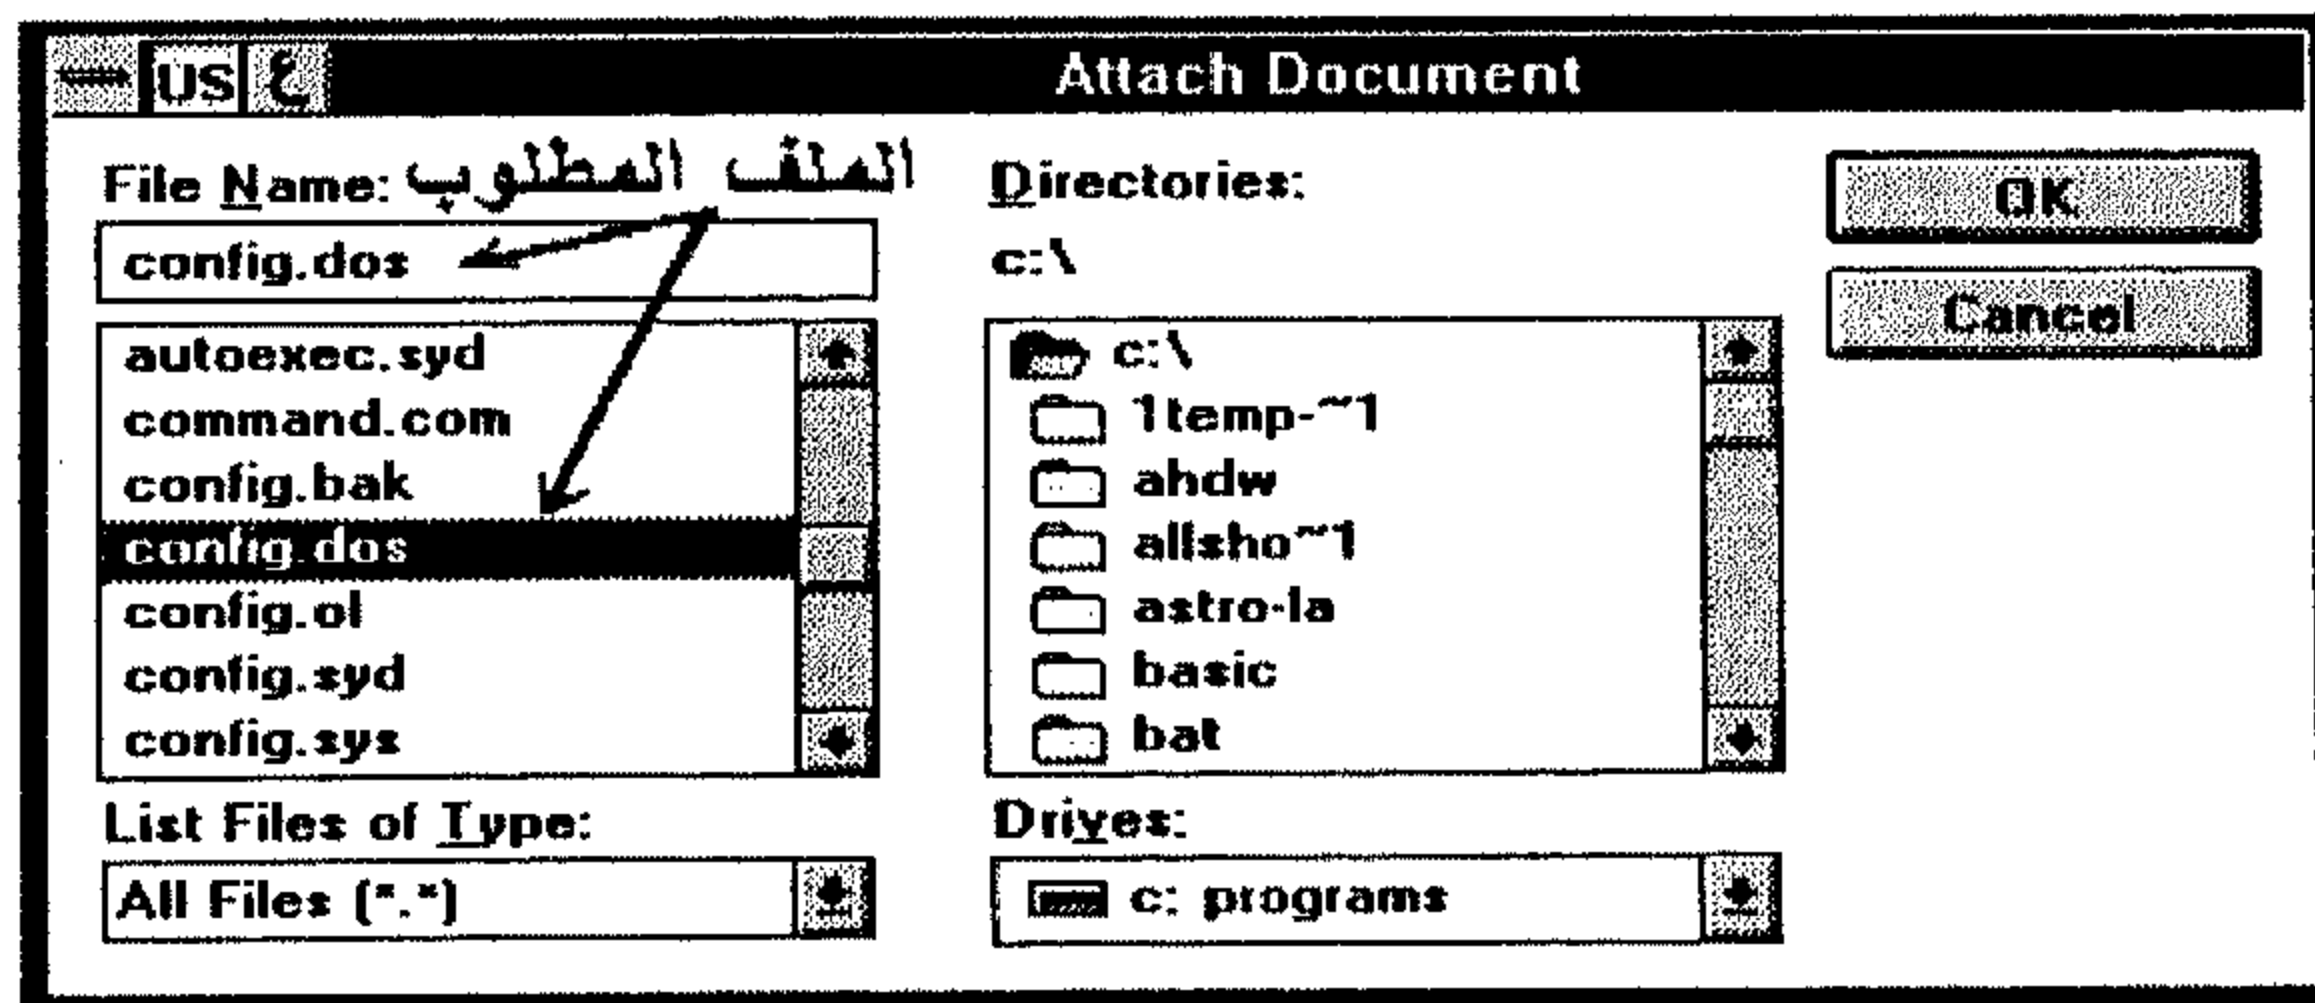 US ع Attach Document
File Name: الملف المطلوب
config.dos
autoexec.syd
command.com
config.bak
config.dos
config.ol
config.syd
config.sys
List Files of Type:
All Files (*.*)
Directories:
c:\
c:\
1temp-~1
ahdw
allsho~1
astro-la
basic
bat
Drives:
c: programs
OK
Cancel